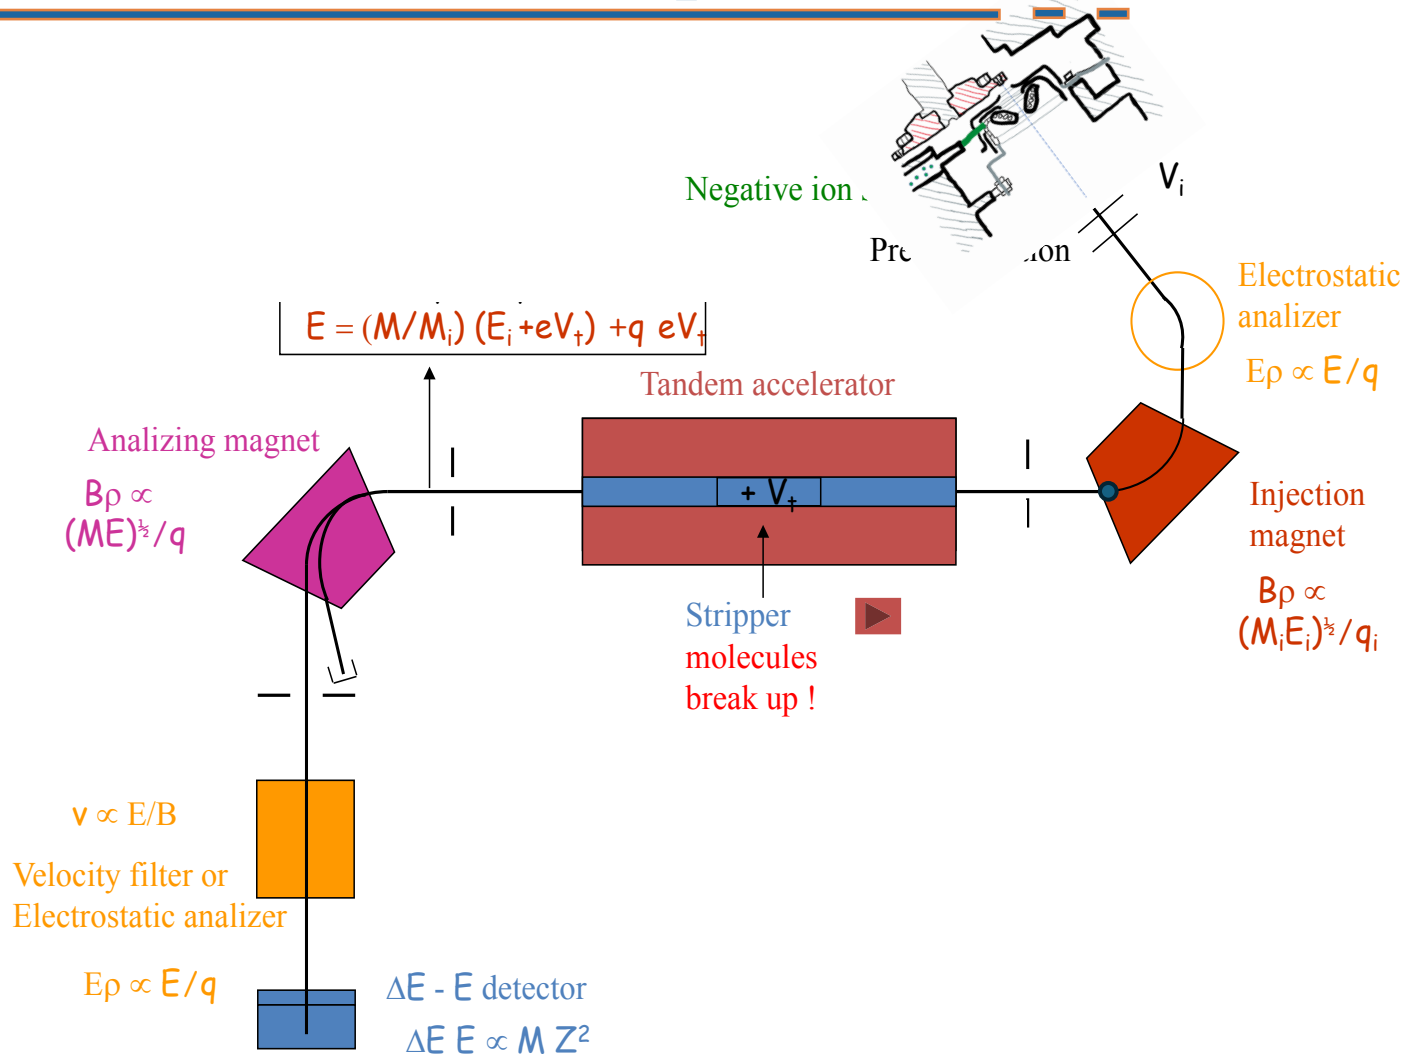 Negative ion
V_i
Electrostatic
analizer
Eρ ∝ E/q
E = (M/M_i) (E_i +eV_t) +q eV_t
Tandem accelerator
Analizing magnet
Bρ ∝
(ME)^½/q
+ V_t
Injection
magnet
Bρ ∝
(M_iE_i)^½/q_i
Stripper
molecules
break up !
v ∝ E/B
Velocity filter or
Electrostatic analizer
Eρ ∝ E/q
ΔE - E detector
ΔE E ∝ M Z²